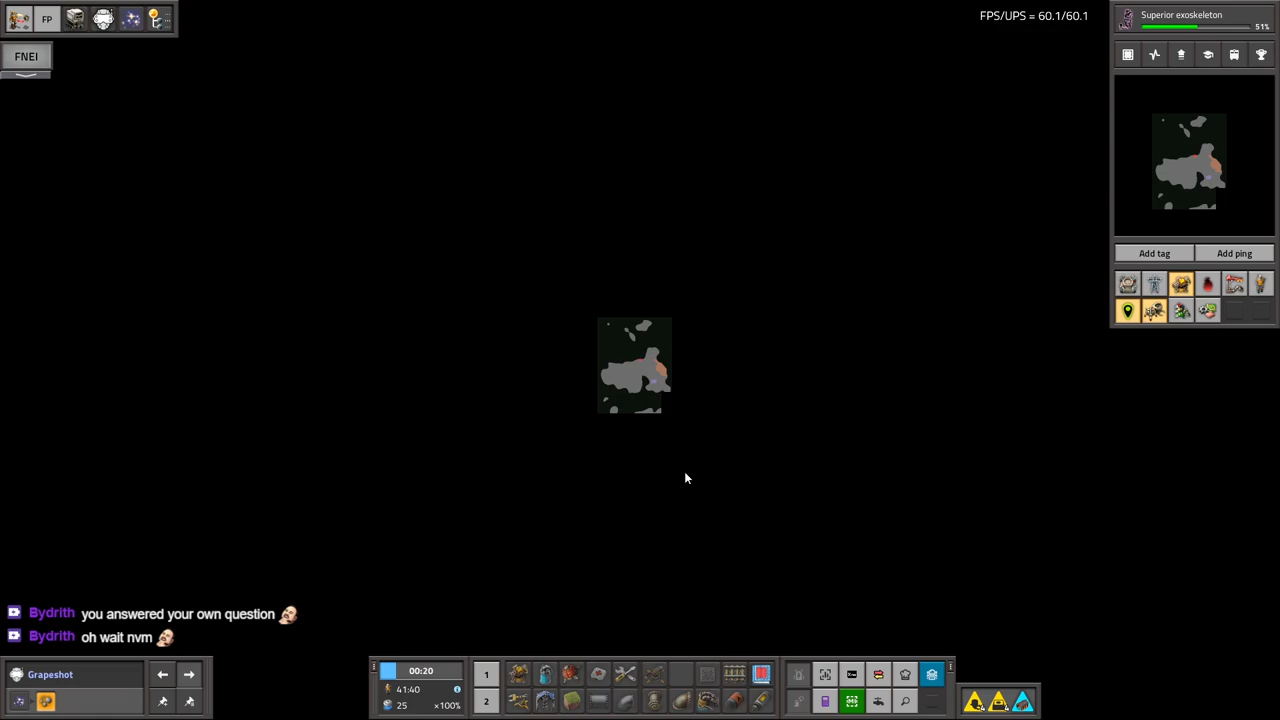 FP
FPS/UPS = 60.1/60.1
Superior exoskeleton
51%
FNEI
Add tag
Add ping
Bydrith you answered your own question
Bydrith oh wait nvm
Grapeshot
00:20
41:40
25 ×100%
1
2